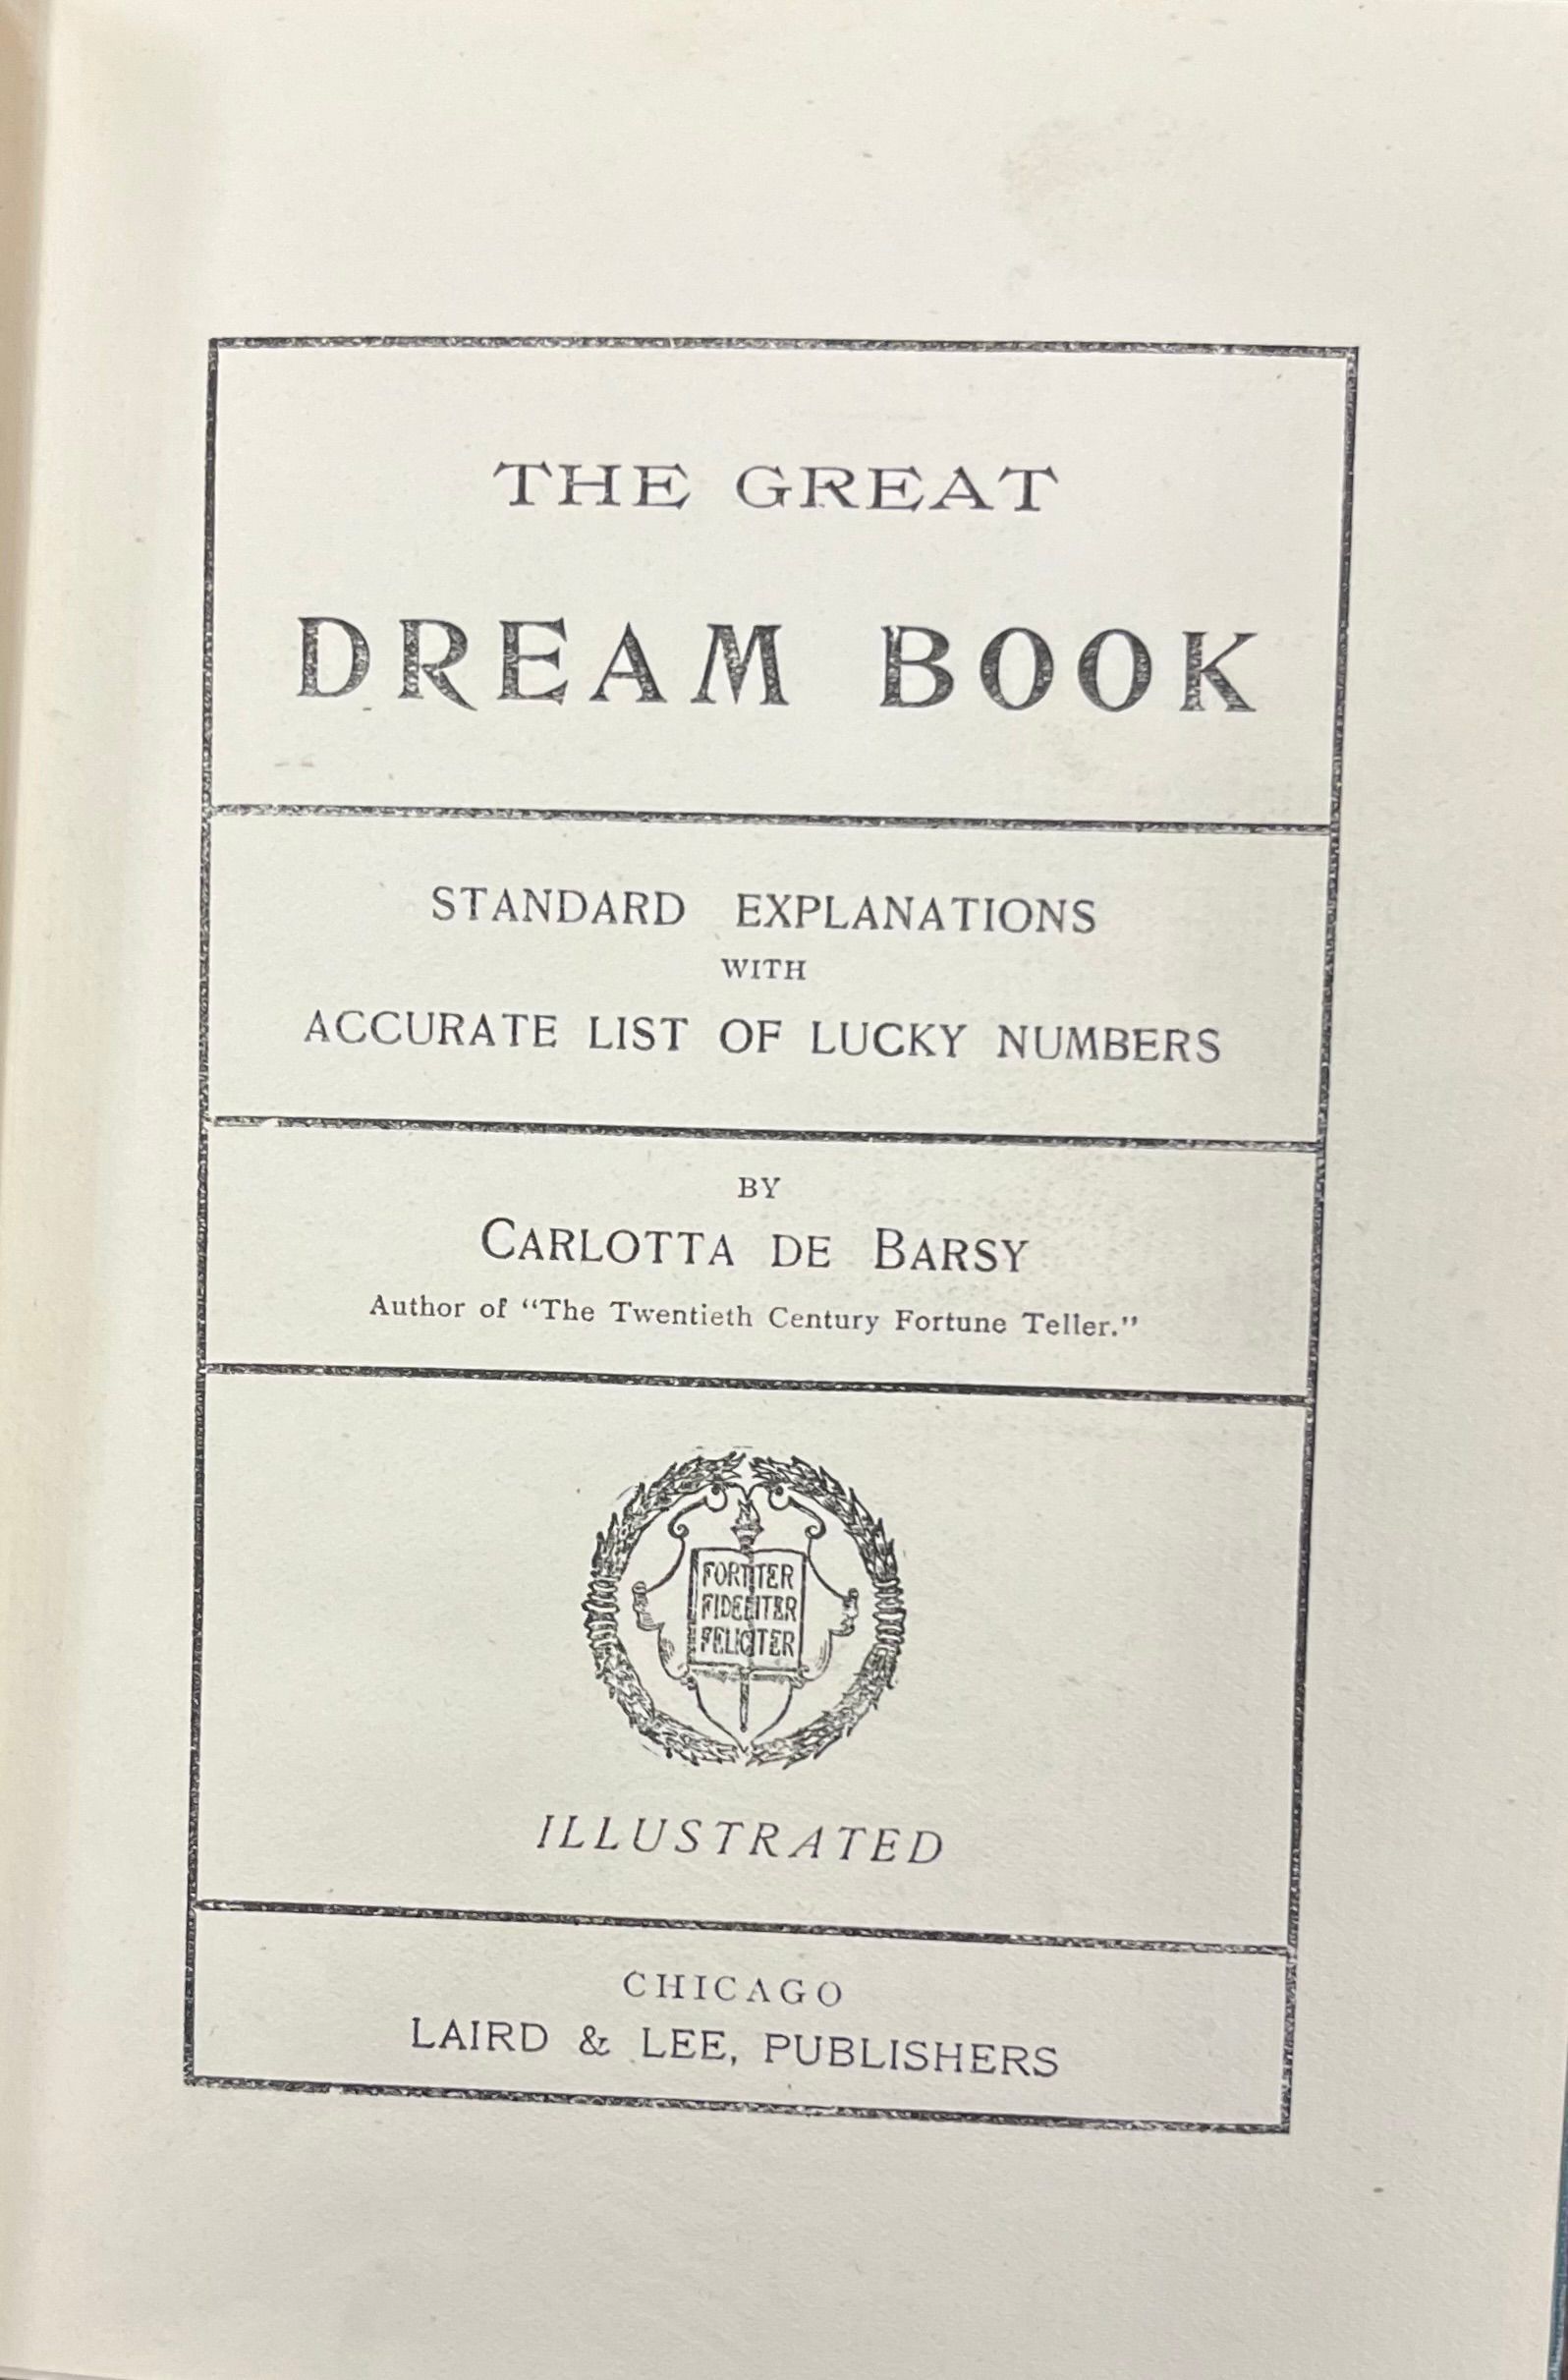 THE GREAT
DREAM BOOK
STANDARD EXPLANATIONS
WITH
ACCURATE LIST OF LUCKY NUMBERS
BY
CARLOTTA DE BARSY
Author of "The Twentieth Century Fortune Teller."
FORTITER
FIDELITER
FELICITER
ILLUSTRATED
CHICAGO
LAIRD & LEE, PUBLISHERS